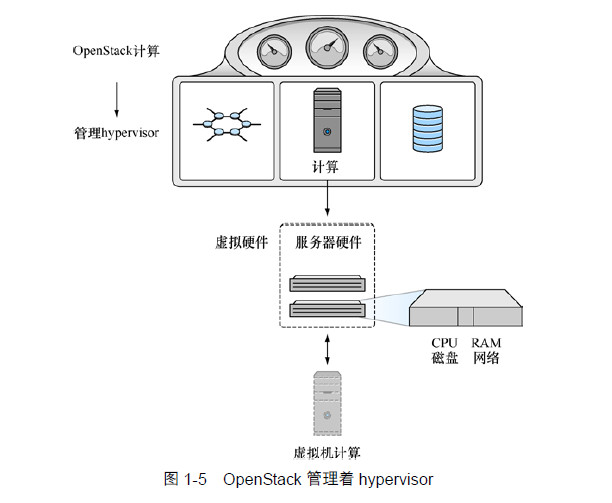 OpenStack计算
管理hypervisor
计算
虚拟硬件
服务器硬件
CPU RAM
磁盘 网络
虚拟机计算
图 1-5 OpenStack 管理着 hypervisor